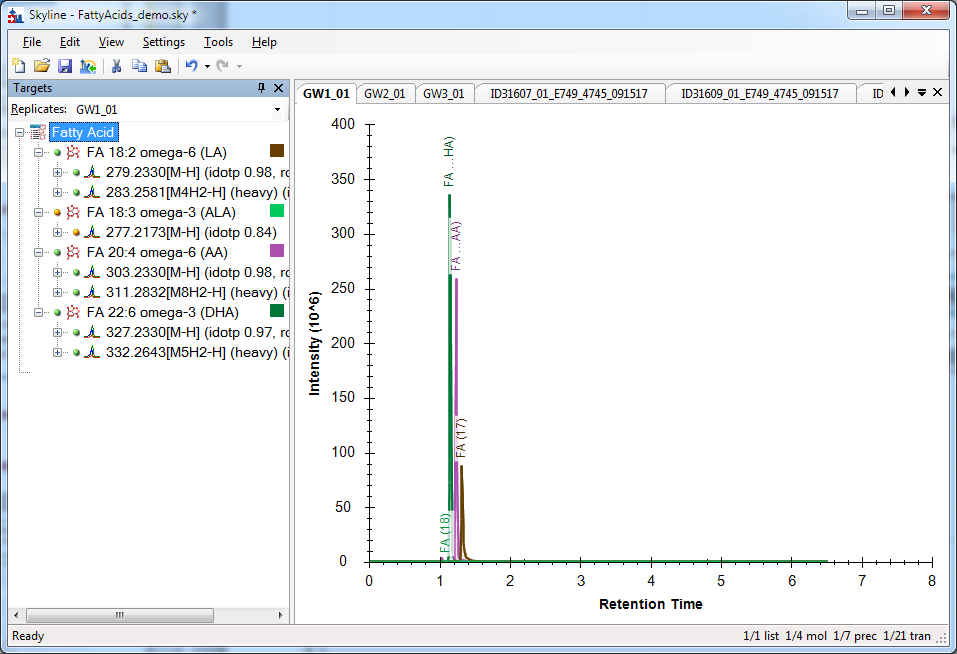 Skyline - FattyAcids_demo.sky *
File Edit View Settings Tools Help
Targets
Replicates: GW1_01
Fatty Acid
FA 18:2 omega-6 (LA)
279.2330[M-H] (idotp 0.98, ro
283.2581[M4H2-H] (heavy) (i
FA 18:3 omega-3 (ALA)
277.2173[M-H] (idotp 0.84)
FA 20:4 omega-6 (AA)
303.2330[M-H] (idotp 0.98, ro
311.2832[M8H2-H] (heavy) (i
FA 22:6 omega-3 (DHA)
327.2330[M-H] (idotp 0.97, ro
332.2643[M5H2-H] (heavy) (i
GW1_01 GW2_01 GW3_01 ID31607_01_E749_4745_091517 ID31609_01_E749_4745_091517 ID
Intensity (10^6)
400
350
300
250
200
150
100
50
0
FA ...HA)
FA ...AA)
FA (17)
FA (18)
0 1 2 3 4 5 6 7 8
Retention Time
Ready
1/1 list 1/4 mol 1/7 prec 1/21 tran